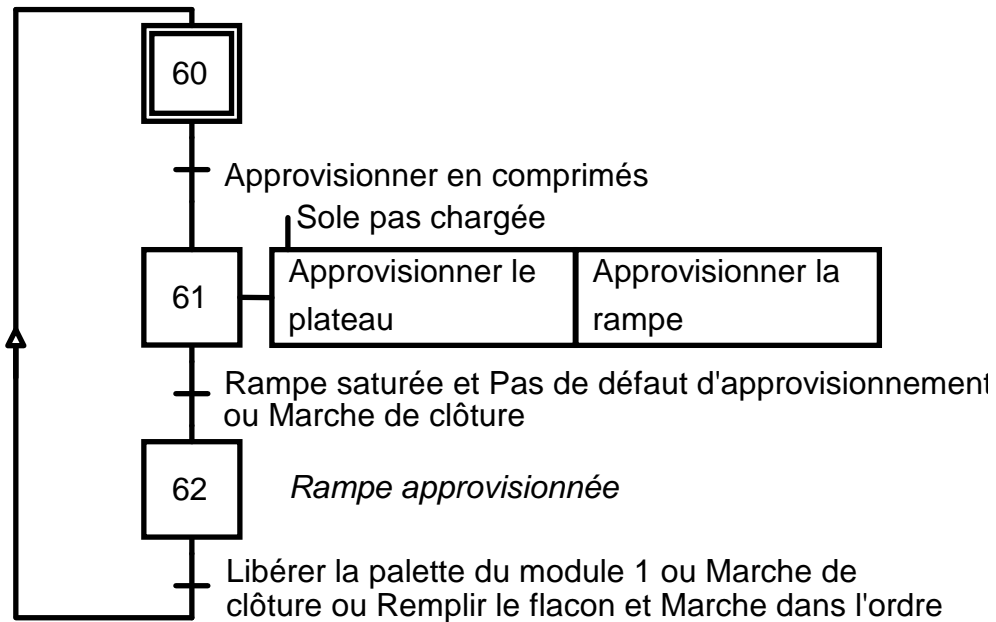 60
Approvisionner en comprimés
Sole pas chargée
61
Approvisionner le
plateau
Approvisionner la
rampe
Rampe saturée et Pas de défaut d'approvisionnement
ou Marche de clôture
62
Rampe approvisionnée
Libérer la palette du module 1 ou Marche de
clôture ou Remplir le flacon et Marche dans l'ordre